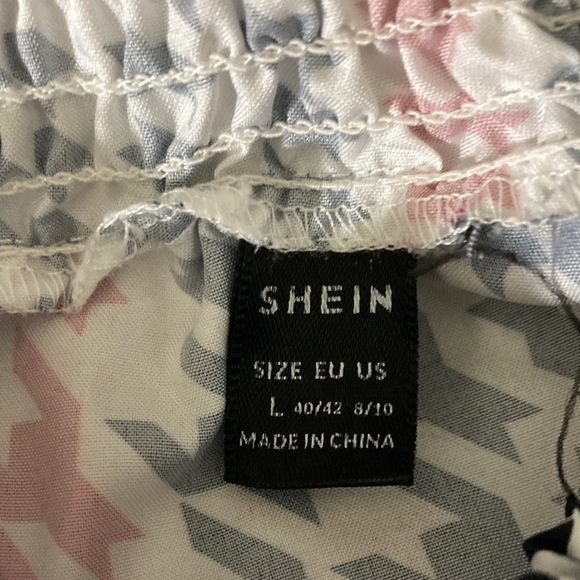 SHEIN
SIZE EU US
L 40/42 8/10
MADE IN CHINA